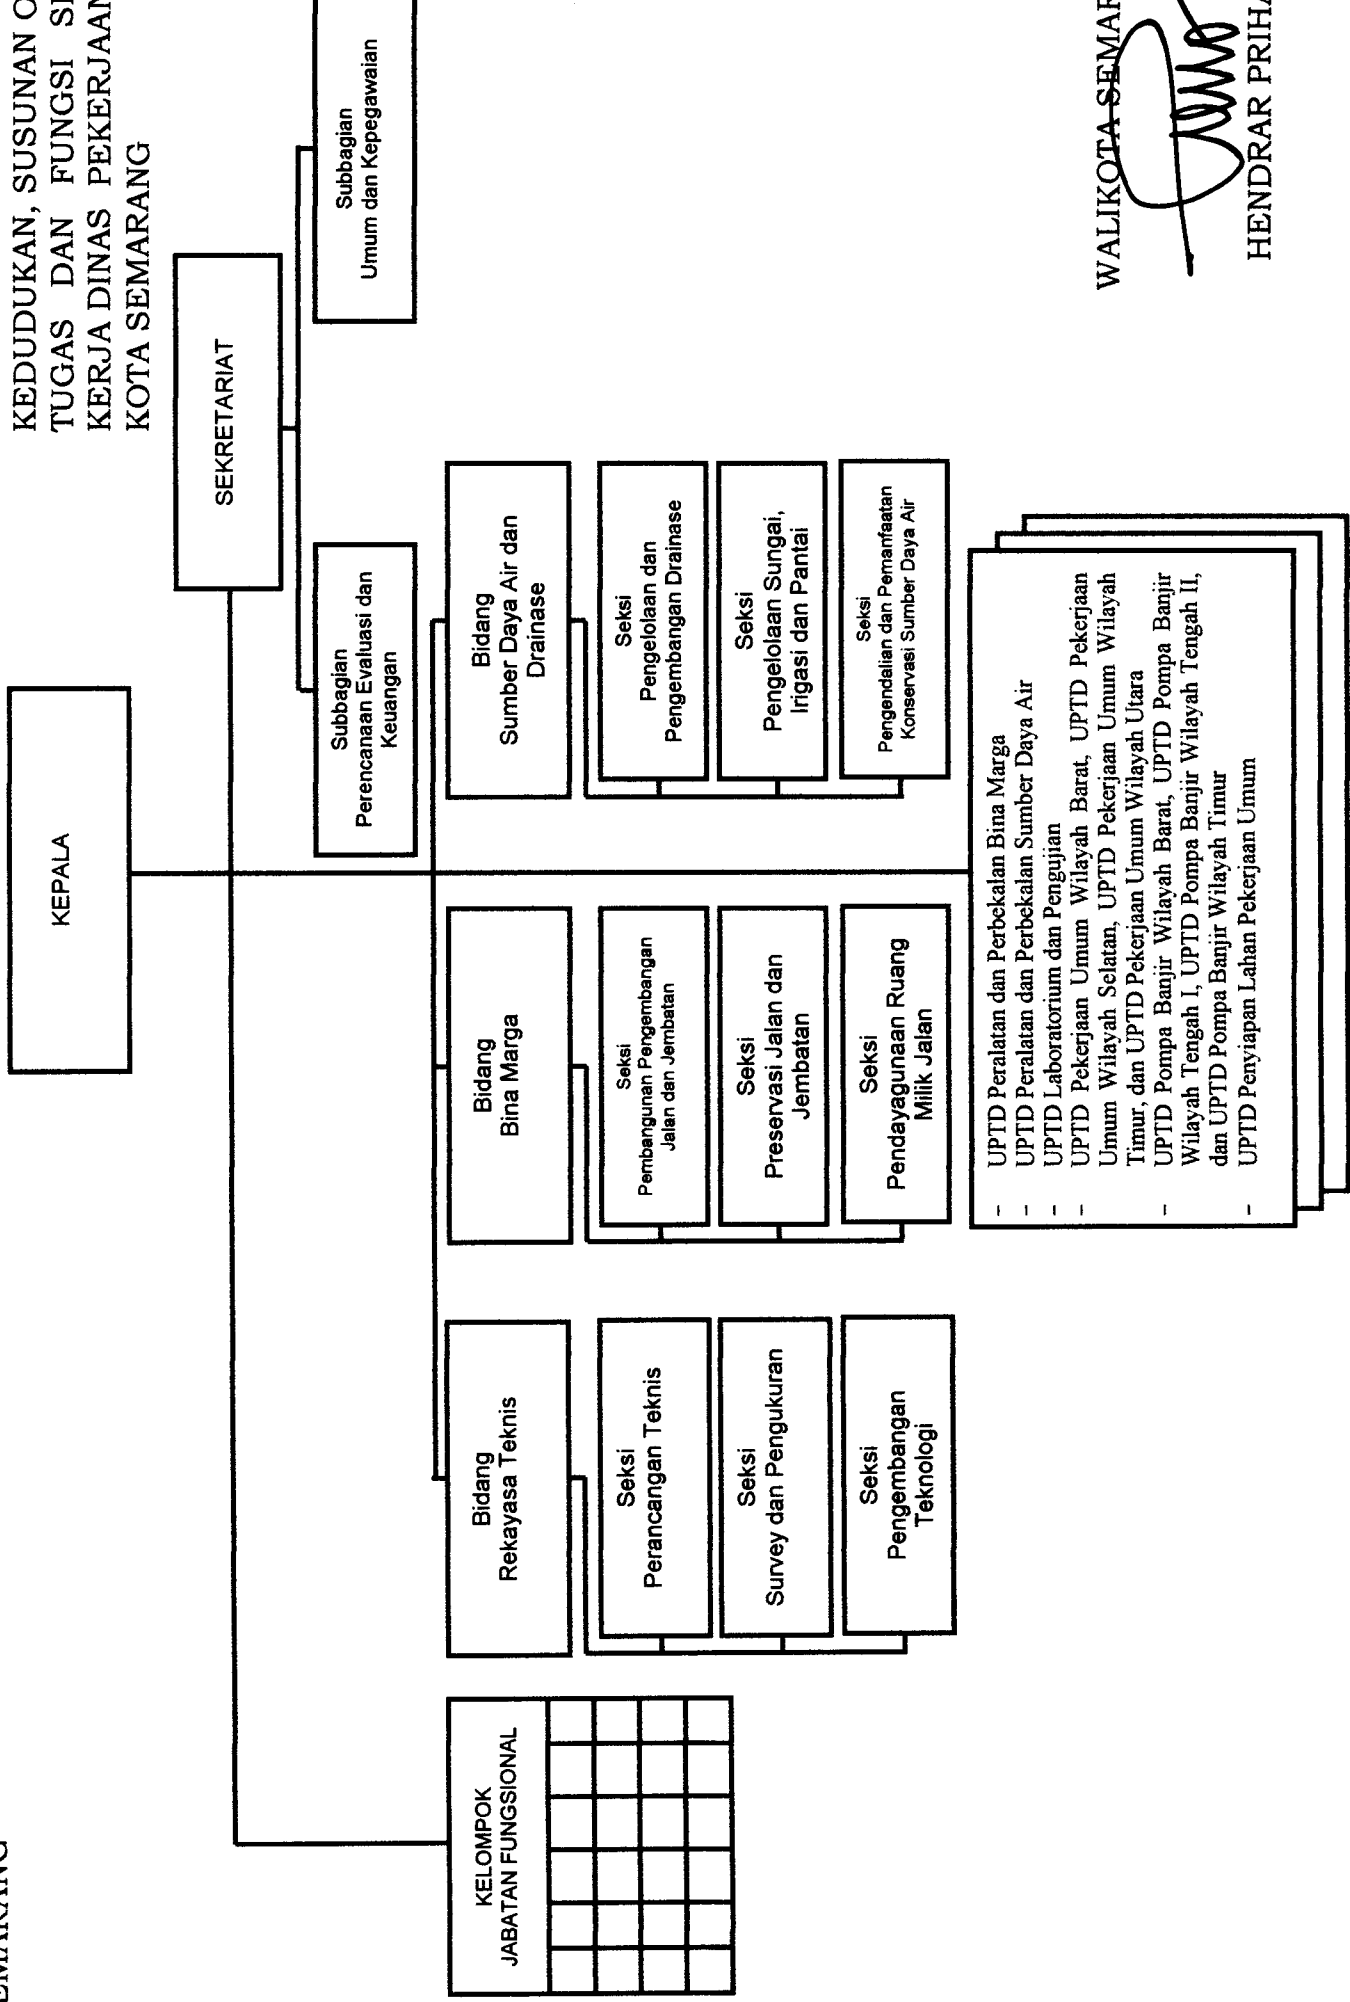 KEDUDUKAN, SUSUNAN
TUGAS DAN FUNGSI
KERJA DINAS PEKERJAAN
KOTA SEMARANG
KEPALA
SEKRETARIAT
Subbagian
Perencanaan Evaluasi dan
Keuangan
Subbagian
Umum dan Kepegawaian
KELOMPOK
JABATAN FUNGSIONAL
Bidang
Rekayasa Teknis
Seksi
Perancangan Teknis
Seksi
Survey dan Pengukuran
Seksi
Pengembangan
Teknologi
Bidang
Bina Marga
Seksi
Pembangunan Pengembangan
Jalan dan Jembatan
Seksi
Preservasi Jalan dan
Jembatan
Seksi
Pendayagunaan Ruang
Milik Jalan
Bidang
Sumber Daya Air dan
Drainase
Seksi
Pengelolaan dan
Pengembangan Drainase
Seksi
Pengelolaan Sungai,
Irigasi dan Pantai
Seksi
Pengendalian dan Pemanfaatan
Konservasi Sumber Daya Air
- UPTD Peralatan dan Perbekalan Bina Marga
- UPTD Peralatan dan Perbekalan Sumber Daya Air
- UPTD Laboratorium dan Pengujian
- UPTD Pekerjaan Umum Wilayah Barat, UPTD Pekerjaan
Umum Wilayah Selatan, UPTD Pekerjaan Umum Wilayah
Timur, dan UPTD Pekerjaan Umum Wilayah Utara
- UPTD Pompa Banjir Wilayah Barat, UPTD Pompa Banjir
Wilayah Tengah I, UPTD Pompa Banjir Wilayah Tengah II,
dan UPTD Pompa Banjir Wilayah Timur
- UPTD Penyiapan Lahan Pekerjaan Umum
WALIKOTA SEMAR
HENDRAR PRIHA